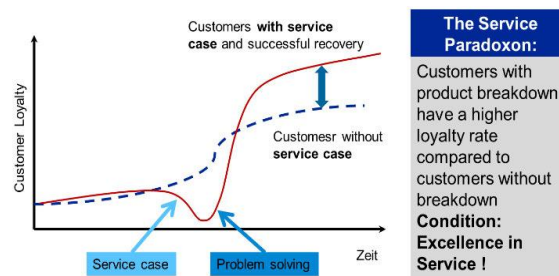 Customers with service
case and successful recovery
Customer Loyalty
Customesr without
service case
Service case
Problem solving
Zeit
The Service
Paradoxon:
Customers with
product breakdown
have a higher
loyalty rate
compared to
customers without
breakdown
Condition:
Excellence in
Service !